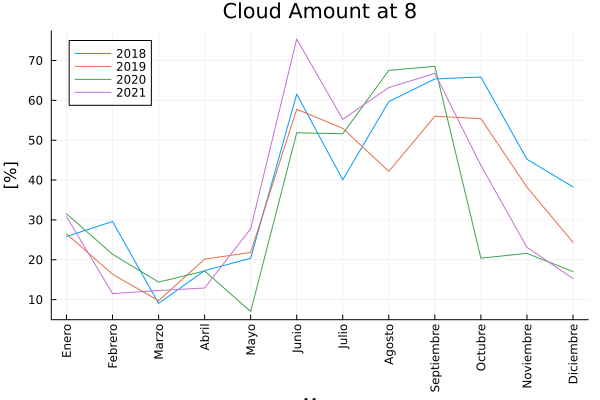 Cloud Amount at 8
[%]
70
60
50
40
30
20
10
2018
2019
2020
2021
Enero
Febrero
Marzo
Abril
Mayo
Junio
Julio
Agosto
Septiembre
Octubre
Noviembre
Diciembre